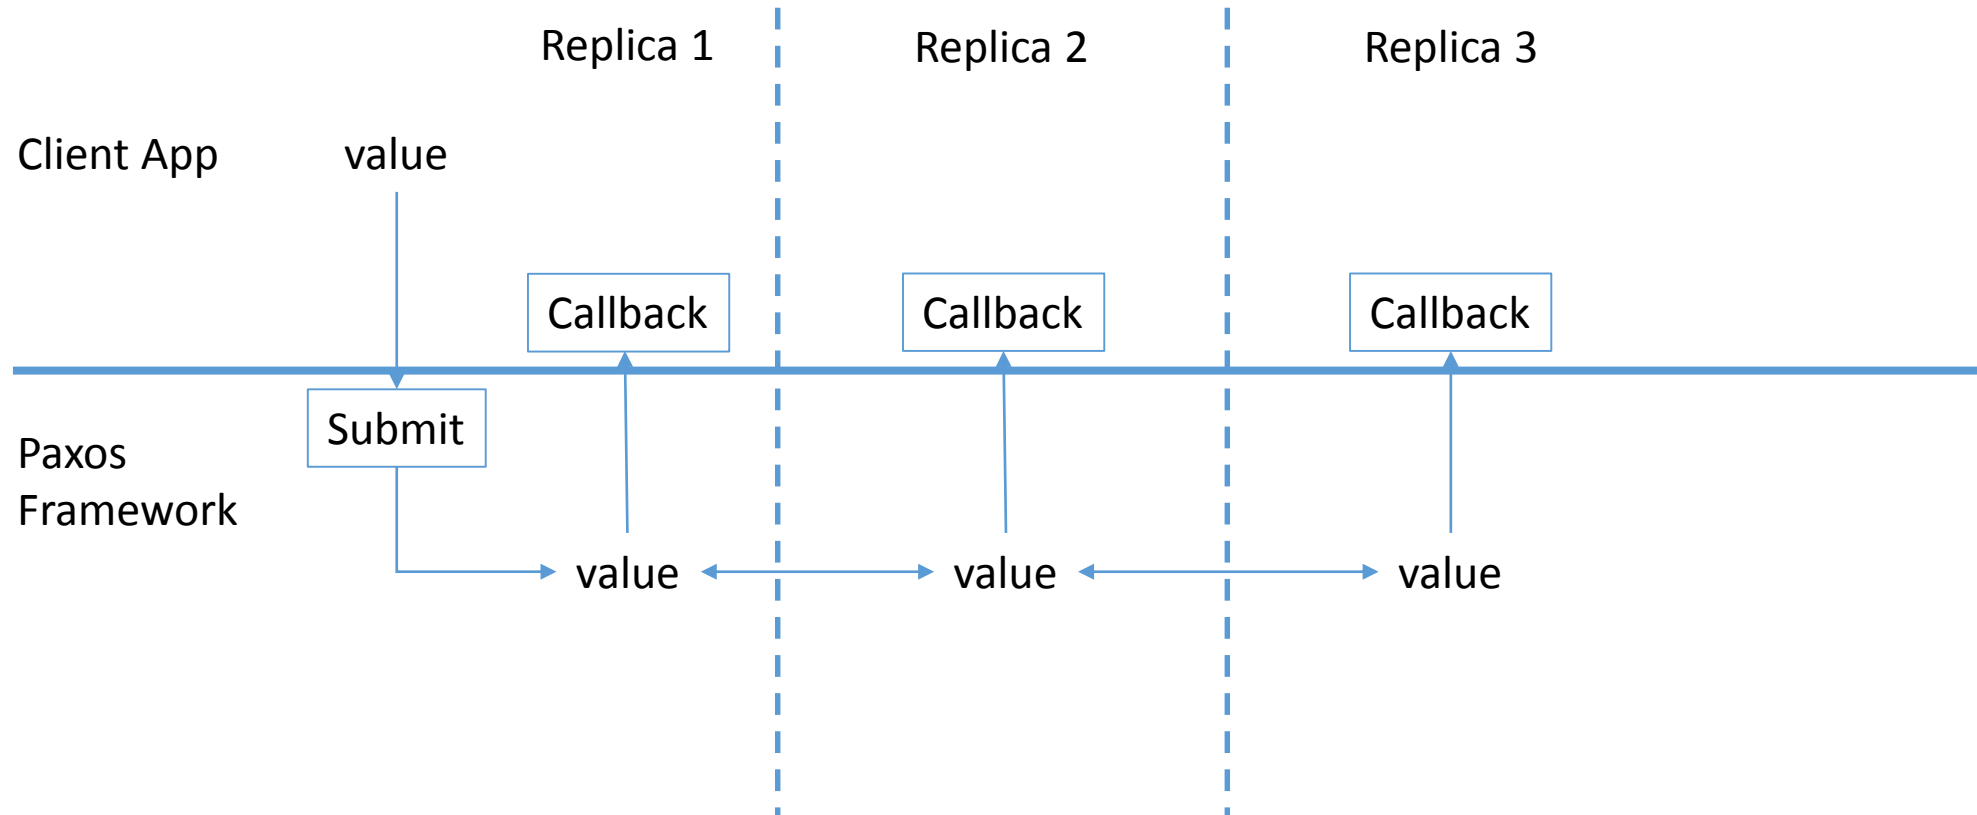 Replica 1
Replica 2
Replica 3
Client App
value
Callback
Callback
Callback
Submit
Paxos
Framework
value
value
value